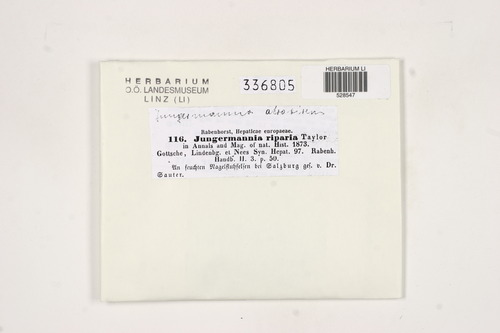 HERBARIUM
O.Ö. LANDESMUSEUM
LINZ (LI)
336805
HERBARIUM LI
528547
Jungermannia
Rabenhorst, Hepaticae europaeae.
116. Jungermannia riparia Taylor
in Annals and Mag. of nat. Hist. 1873.
Gottsche, Lindenbg. et Nees Syn. Hepat. 97. Rabenh.
Handb. II. 3. p. 50.
An feuchten Nagelfluhfelsen bei Salzburg ges. v. Dr.
Sauter.